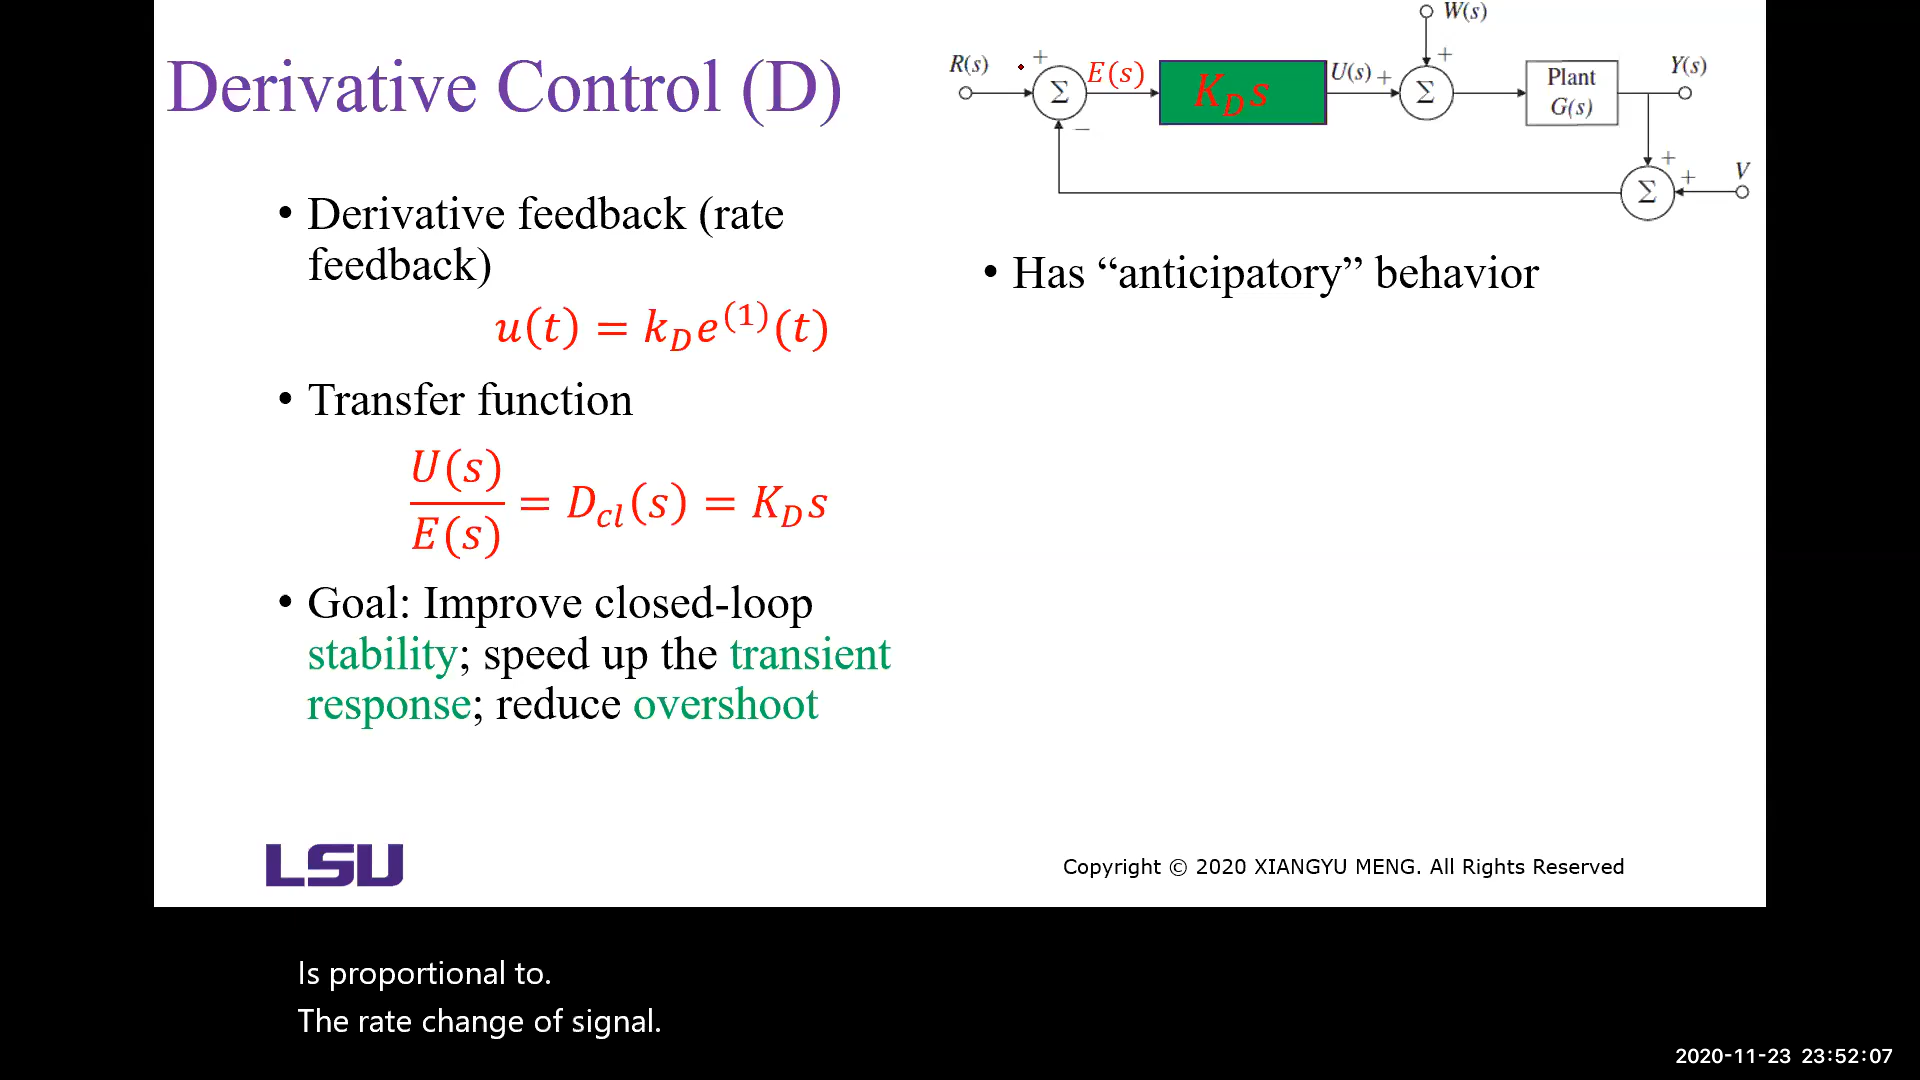 Derivative Control (D)
• Derivative feedback (rate
feedback)
u(t) = k_D e^(1)(t)
• Transfer function
U(s)/E(s) = D_cl(s) = K_D s
• Goal: Improve closed-loop
stability; speed up the transient
response; reduce overshoot
W(s)
+
R(s) + Σ E(s) K_D s U(s) + Σ Plant G(s) Y(s)
−
+ + V
Σ
• Has “anticipatory” behavior
LSU
Copyright © 2020 XIANGYU MENG. All Rights Reserved
Is proportional to.
The rate change of signal.
2020-11-23 23:52:07